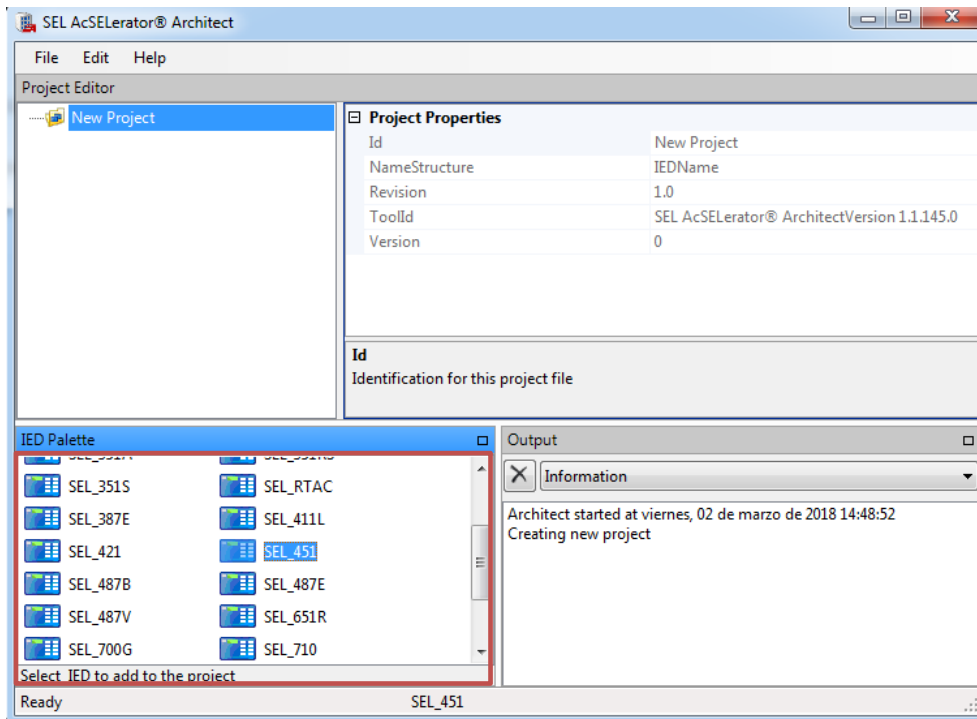 SEL AcSELerator® Architect
File Edit Help
Project Editor
New Project
Project Properties
Id New Project
NameStructure IEDName
Revision 1.0
ToolId SEL AcSELerator® ArchitectVersion 1.1.145.0
Version 0
Id
Identification for this project file
IED Palette
SEL_351S SEL_RTAC
SEL_387E SEL_411L
SEL_421 SEL_451
SEL_487B SEL_487E
SEL_487V SEL_651R
SEL_700G SEL_710
Select IED to add to the project
Output
Information
Architect started at viernes, 02 de marzo de 2018 14:48:52
Creating new project
Ready SEL_451